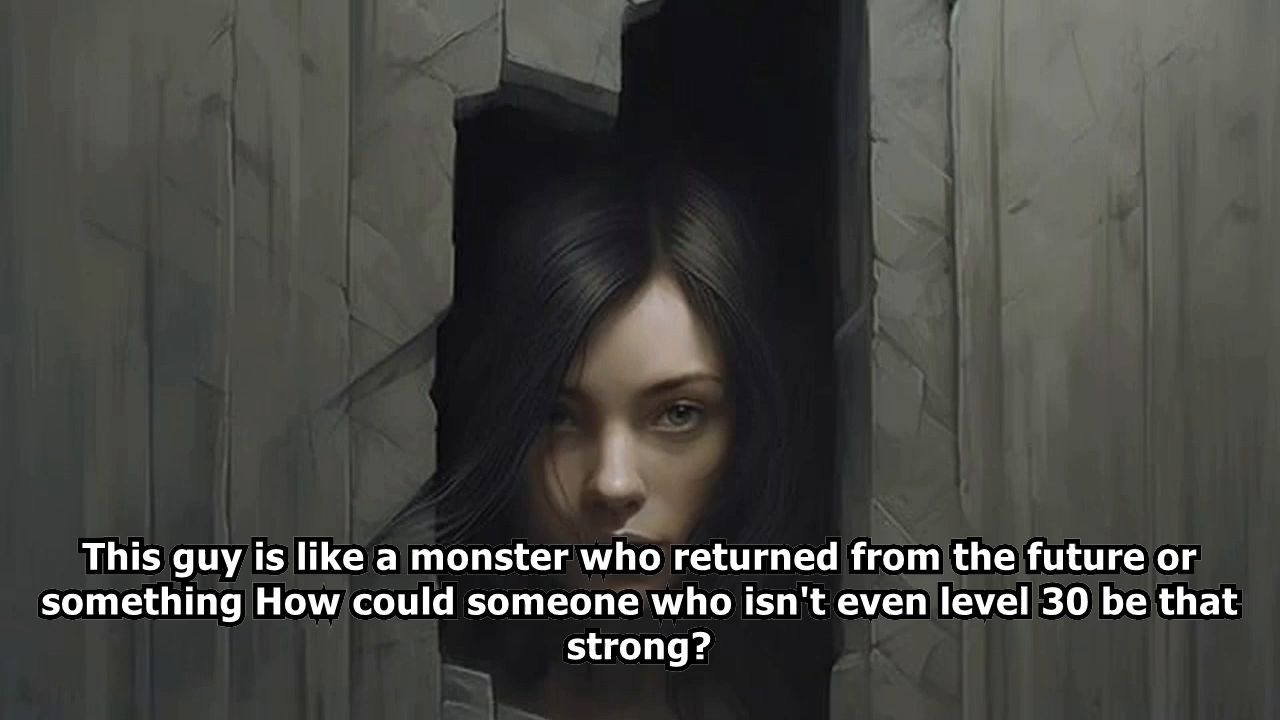 This guy is like a monster who returned from the future or
something How could someone who isn't even level 30 be that
strong?